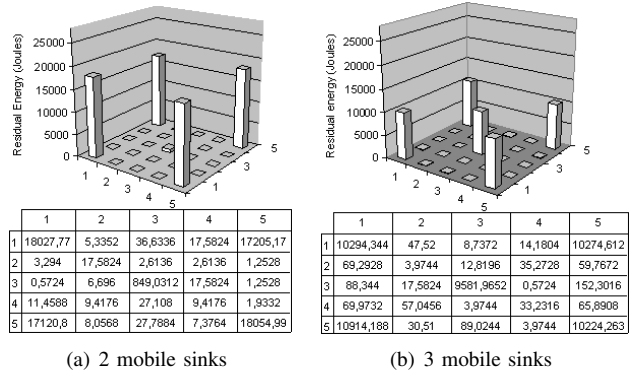 Residual Energy (Joules)
25000
20000
15000
10000
5000
0
1
2
3
4
5
1
3
5
1 2 3 4 5
1 18027,77 5,3352 36,6336 17,5824 17205,17
2 3,294 17,5824 2,6136 2,6136 1,2528
3 0,5724 6,696 849,0312 17,5824 1,2528
4 11,4588 9,4176 27,108 9,4176 1,9332
5 17120,8 8,0568 27,7884 7,3764 18054,99
(a) 2 mobile sinks
Residual Energy (Joules)
25000
20000
15000
10000
5000
0
1
2
3
4
5
1
3
5
1 2 3 4 5
1 10294,344 47,52 8,7372 14,1804 10274,612
2 69,2928 3,9744 12,8196 35,2728 59,7672
3 88,344 17,5824 9581,9652 0,5724 152,3016
4 69,9732 57,0456 3,9744 33,2316 65,8908
5 10914,188 30,51 89,0244 3,9744 10224,263
(b) 3 mobile sinks